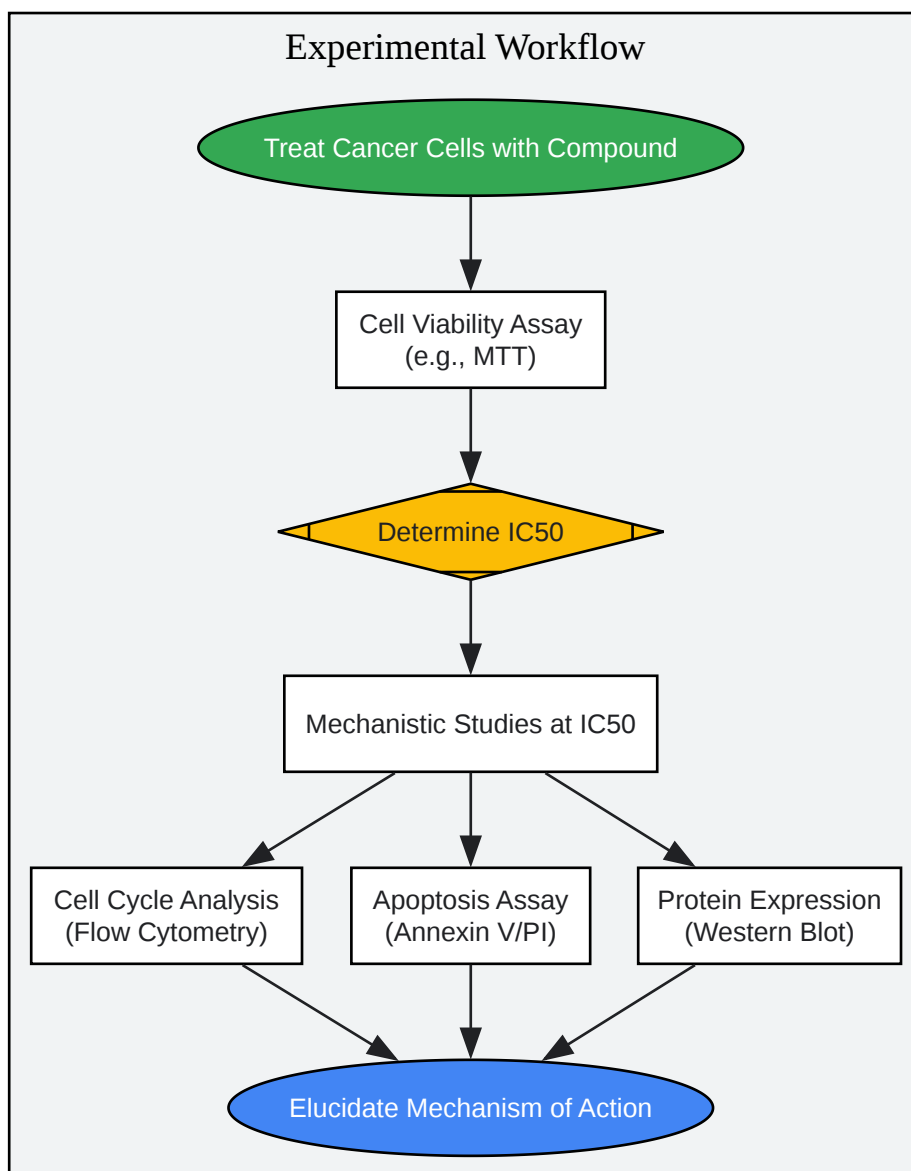 Experimental Workflow
Treat Cancer Cells with Compound
Cell Viability Assay
(e.g., MTT)
Determine IC50
Mechanistic Studies at IC50
Cell Cycle Analysis
(Flow Cytometry)
Apoptosis Assay
(Annexin V/PI)
Protein Expression
(Western Blot)
Elucidate Mechanism of Action